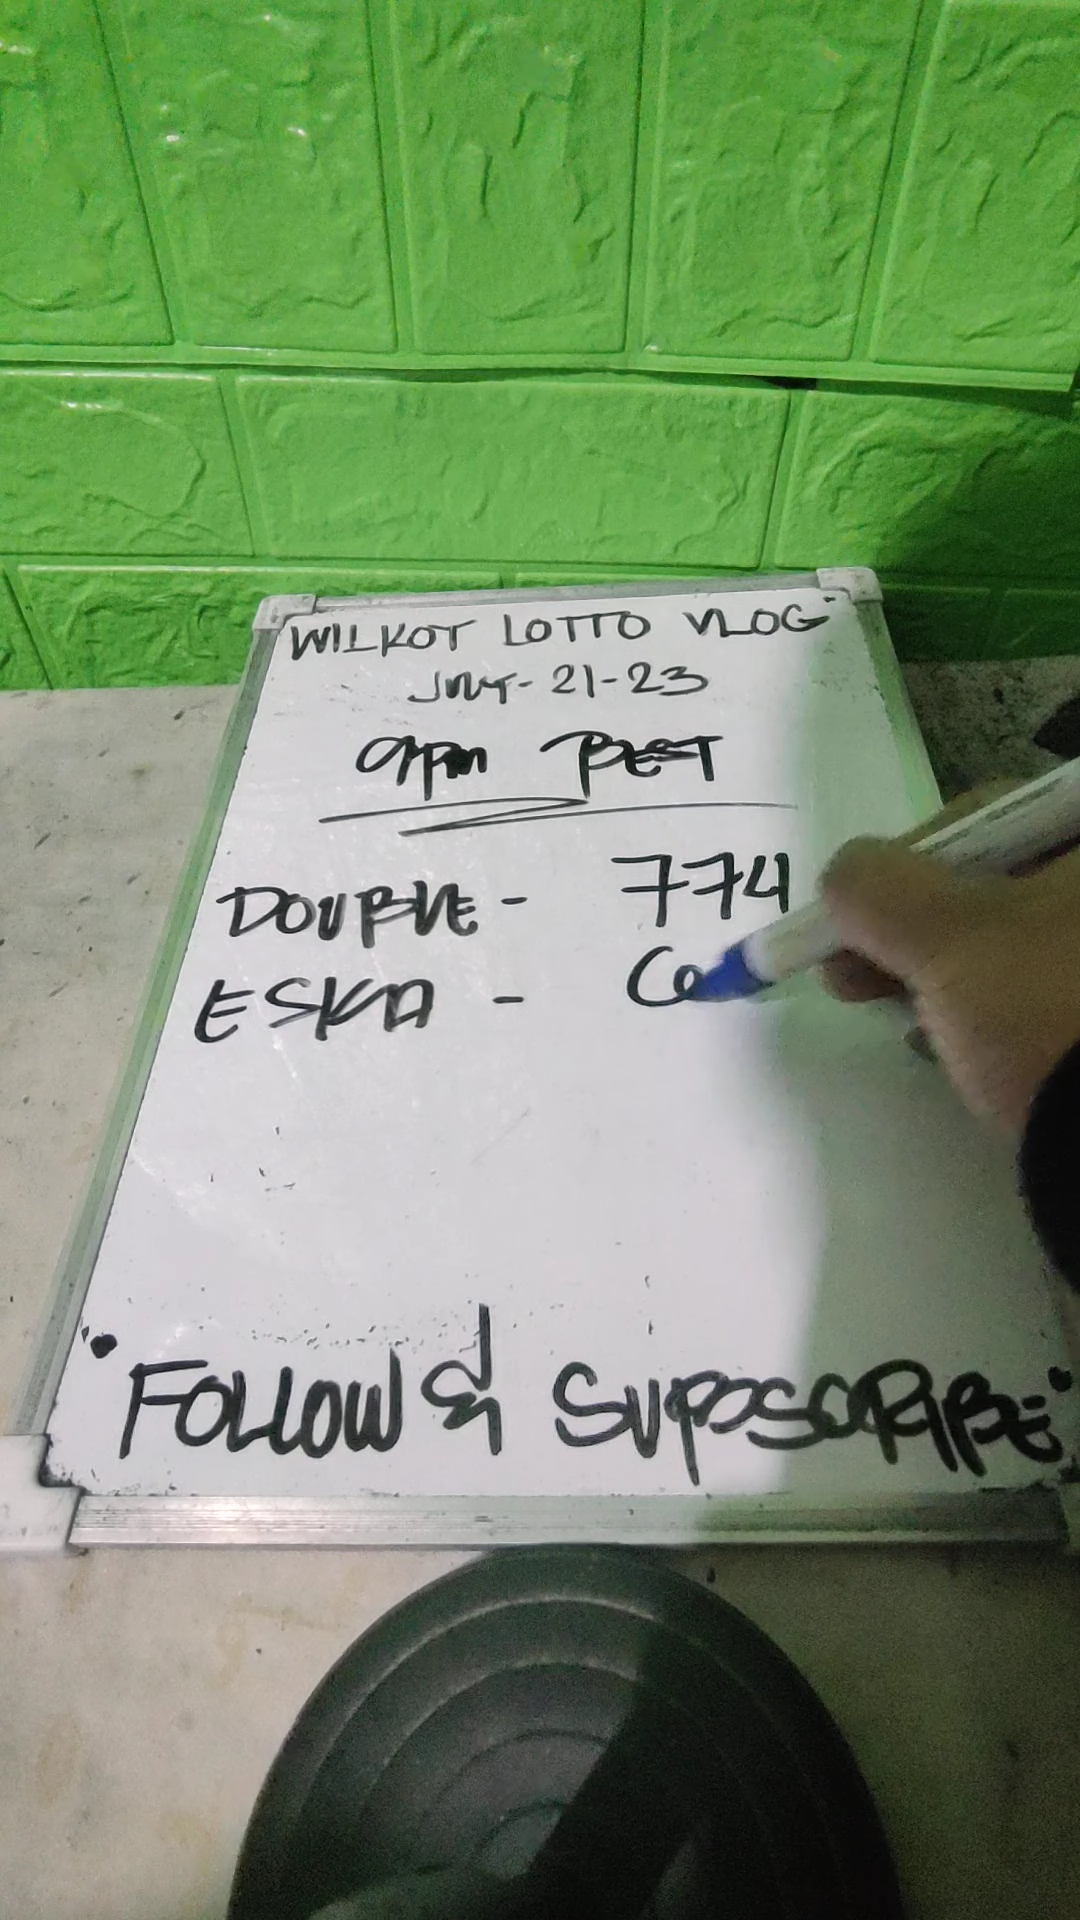 WILKOT LOTTO VLOG"
JULY-21-23
9pm BEST
DOUBLE - 774
ESKA -
"FOLLOW & SUBSCRIBE"